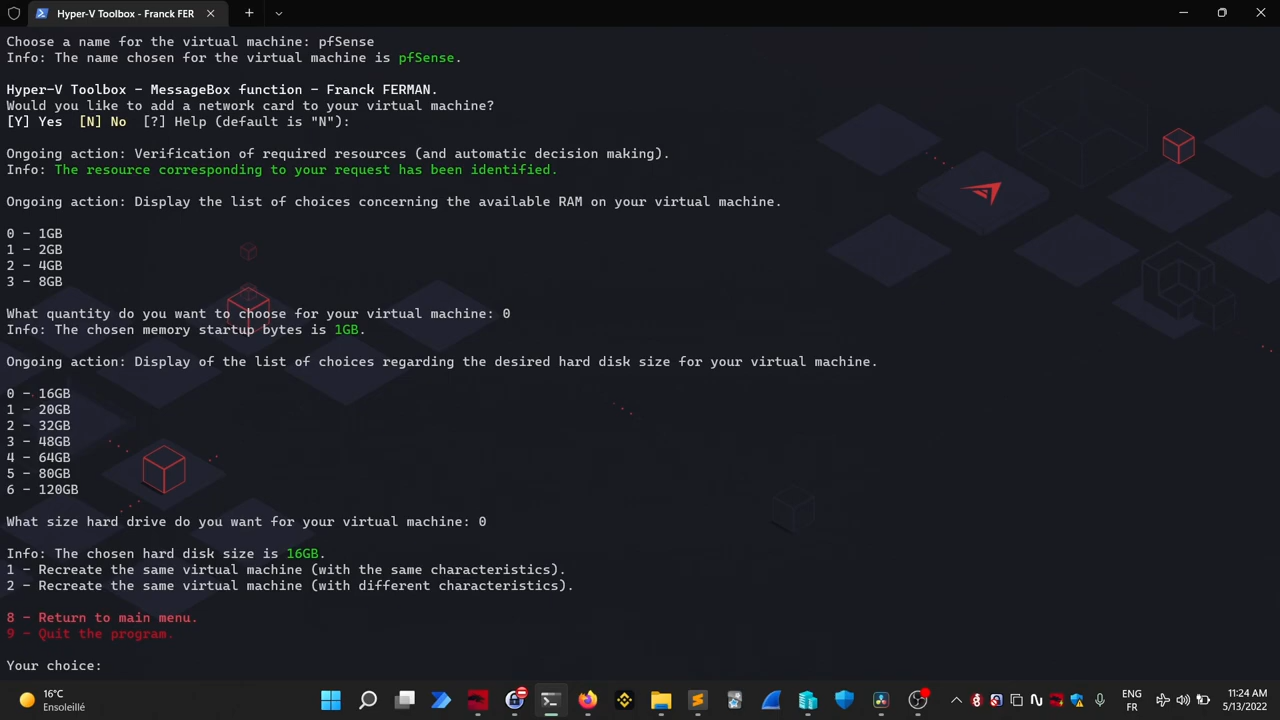 Hyper-V Toolbox - Franck FER
Choose a name for the virtual machine: pfSense
Info: The name chosen for the virtual machine is pfSense.
Hyper-V Toolbox - MessageBox function - Franck FERMAN.
Would you like to add a network card to your virtual machine?
[Y] Yes  [N] No  [?] Help (default is "N"):
Ongoing action: Verification of required resources (and automatic decision making).
Info: The resource corresponding to your request has been identified.
Ongoing action: Display the list of choices concerning the available RAM on your virtual machine.
0 - 1GB
1 - 2GB
2 - 4GB
3 - 8GB
What quantity do you want to choose for your virtual machine: 0
Info: The chosen memory startup bytes is 1GB.
Ongoing action: Display of the list of choices regarding the desired hard disk size for your virtual machine.
0 - 16GB
1 - 20GB
2 - 32GB
3 - 48GB
4 - 64GB
5 - 80GB
6 - 120GB
What size hard drive do you want for your virtual machine: 0
Info: The chosen hard disk size is 16GB.
1 - Recreate the same virtual machine (with the same characteristics).
2 - Recreate the same virtual machine (with different characteristics).
8 - Return to main menu.
9 - Quit the program.
Your choice:
16°C
Ensoleillé
ENG
FR
11:24 AM
5/13/2022